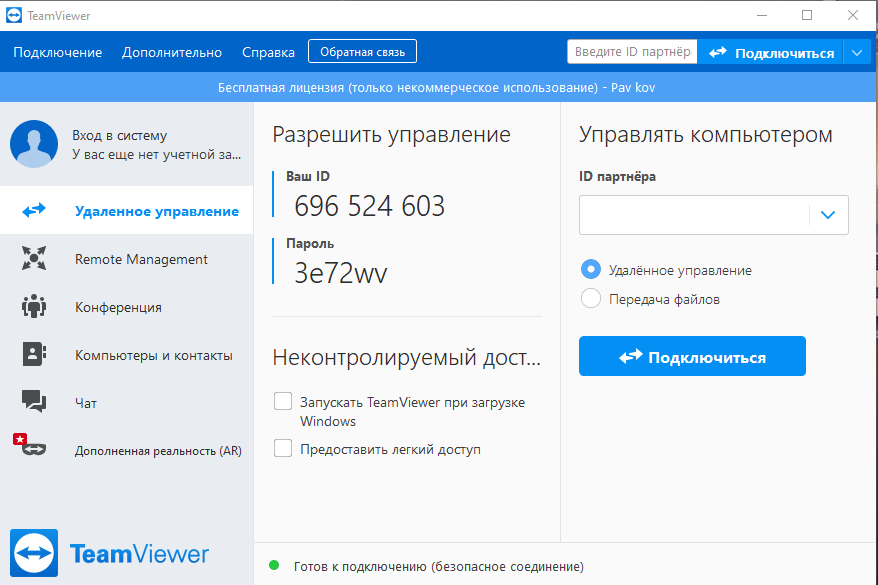 TeamViewer
Подключение Дополнительно Справка Обратная связь Введите ID партнёр Подключиться
Бесплатная лицензия (только некоммерческое использование) - Pav kov
Вход в систему
У вас еще нет учетной за...
Удаленное управление
Remote Management
Конференция
Компьютеры и контакты
Чат
Дополненная реальность (AR)
TeamViewer
Разрешить управление
Ваш ID
696 524 603
Пароль
3e72wv
Неконтролируемый дост...
Запускать TeamViewer при загрузке
Windows
Предоставить легкий доступ
Управлять компьютером
ID партнёра
Удалённое управление
Передача файлов
Подключиться
Готов к подключению (безопасное соединение)